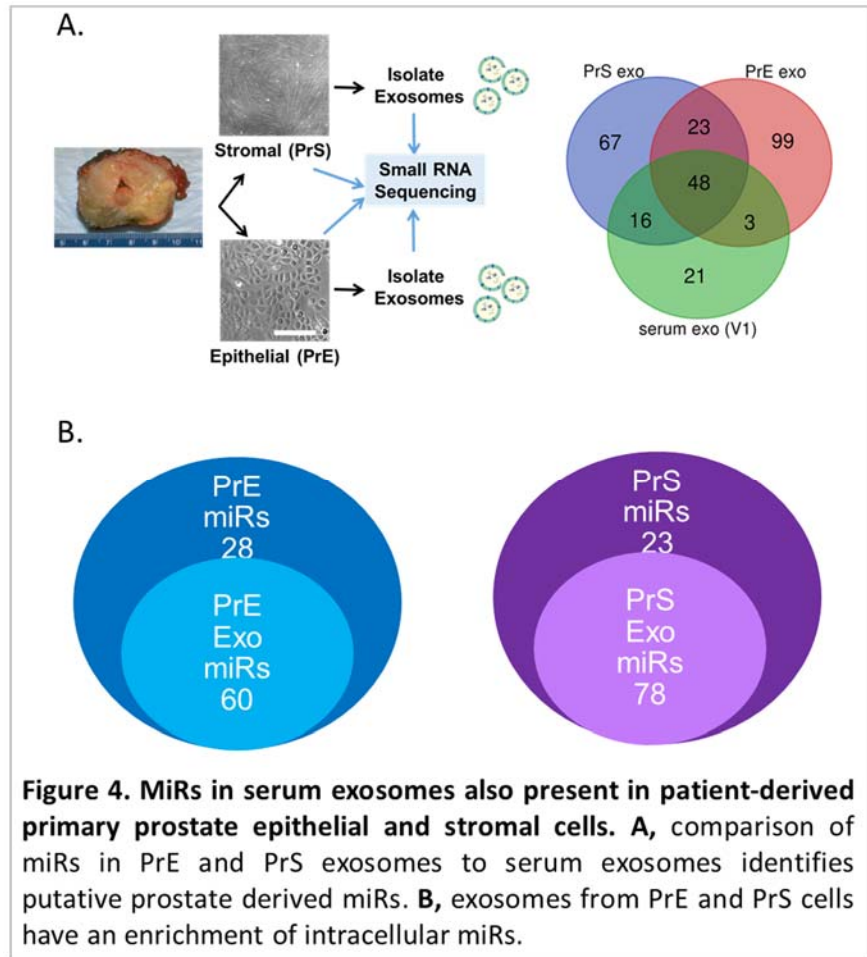 A.
Stromal (PrS)
Isolate
Exosomes
Small RNA
Sequencing
Isolate
Exosomes
Epithelial (PrE)
PrS exo
PrE exo
67
23
99
48
16
3
21
serum exo (V1)
B.
PrE
miRs
28
PrE
Exo
miRs
60
PrS
miRs
23
PrS
Exo
miRs
78
Figure 4. MiRs in serum exosomes also present in patient-derived
primary prostate epithelial and stromal cells. A, comparison of
miRs in PrE and PrS exosomes to serum exosomes identifies
putative prostate derived miRs. B, exosomes from PrE and PrS cells
have an enrichment of intracellular miRs.